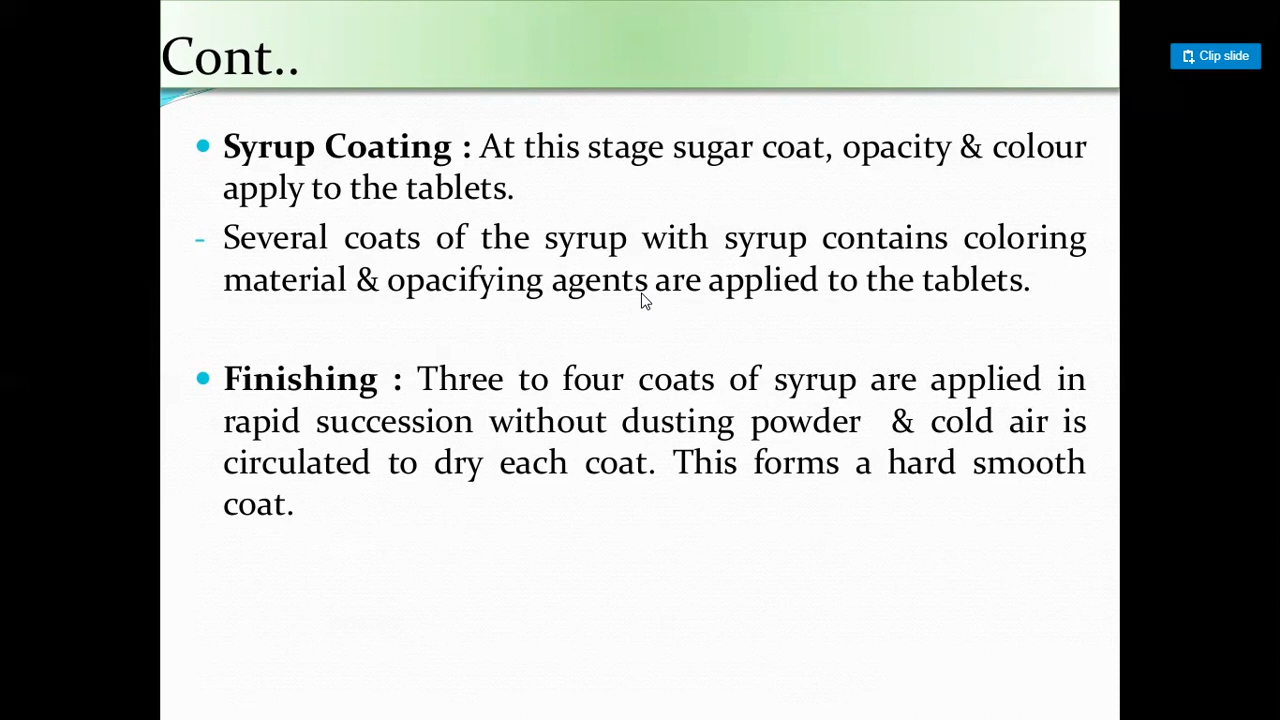 Cont..
Clip slide
• Syrup Coating : At this stage sugar coat, opacity & colour
apply to the tablets.
- Several coats of the syrup with syrup contains coloring
material & opacifying agents are applied to the tablets.
• Finishing : Three to four coats of syrup are applied in
rapid succession without dusting powder & cold air is
circulated to dry each coat. This forms a hard smooth
coat.